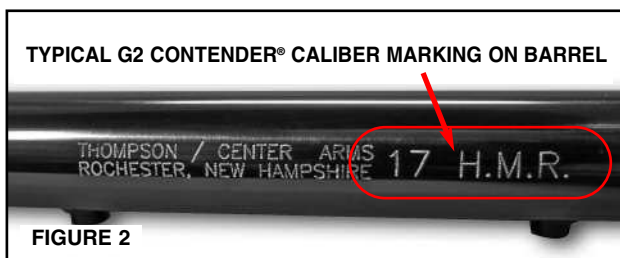 TYPICAL G2 CONTENDER® CALIBER MARKING ON BARREL
THOMPSON / CENTER ARMS
ROCHESTER, NEW HAMPSHIRE
17 H.M.R.
FIGURE 2